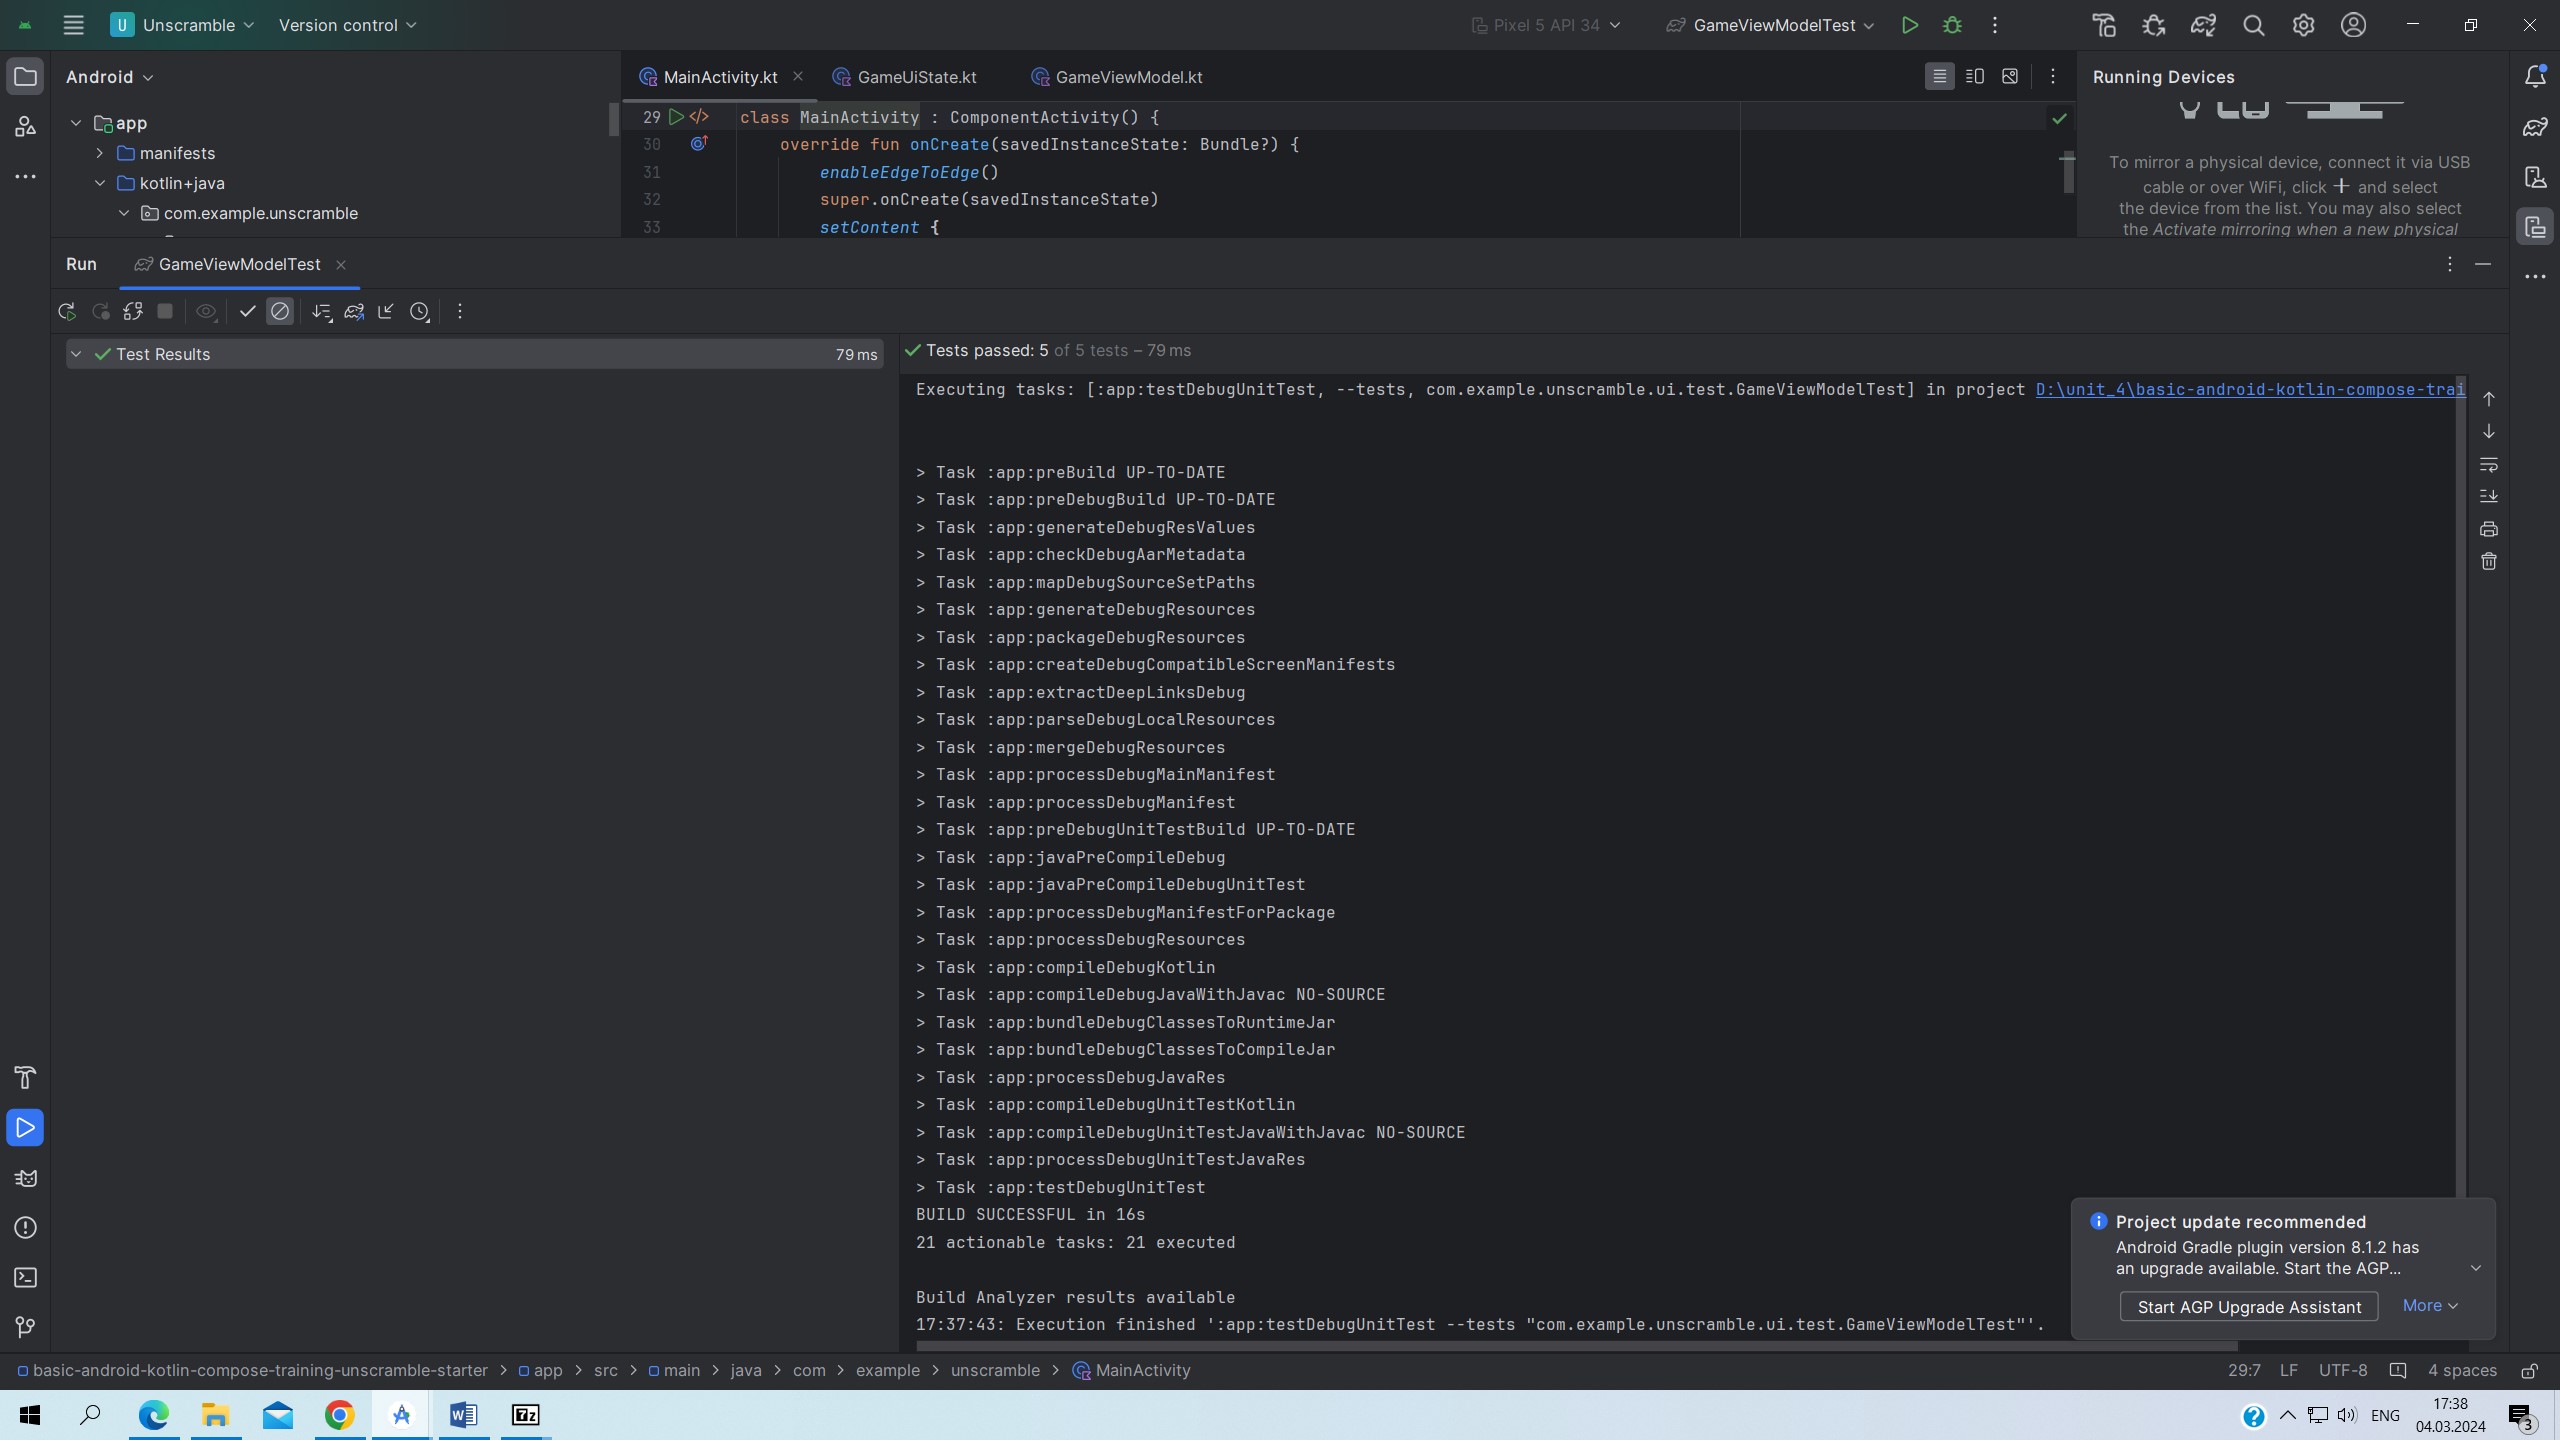 U Unscramble Version control Pixel 5 API 34 GameViewModelTest
Android
MainActivity.kt GameUiState.kt GameViewModel.kt
Running Devices
app
manifests
kotlin+java
com.example.unscramble
29 class MainActivity : ComponentActivity() {
30 override fun onCreate(savedInstanceState: Bundle?) {
31 enableEdgeToEdge()
32 super.onCreate(savedInstanceState)
33 setContent {
To mirror a physical device, connect it via USB
cable or over WiFi, click + and select
the device from the list. You may also select
the Activate mirroring when a new physical
Run GameViewModelTest
Test Results 79 ms
Tests passed: 5 of 5 tests – 79 ms
Executing tasks: [:app:testDebugUnitTest, --tests, com.example.unscramble.ui.test.GameViewModelTest] in project D:\unit_4\basic-android-kotlin-compose-trai
> Task :app:preBuild UP-TO-DATE
> Task :app:preDebugBuild UP-TO-DATE
> Task :app:generateDebugResValues
> Task :app:checkDebugAarMetadata
> Task :app:mapDebugSourceSetPaths
> Task :app:generateDebugResources
> Task :app:packageDebugResources
> Task :app:createDebugCompatibleScreenManifests
> Task :app:extractDeepLinksDebug
> Task :app:parseDebugLocalResources
> Task :app:mergeDebugResources
> Task :app:processDebugMainManifest
> Task :app:processDebugManifest
> Task :app:preDebugUnitTestBuild UP-TO-DATE
> Task :app:javaPreCompileDebug
> Task :app:javaPreCompileDebugUnitTest
> Task :app:processDebugManifestForPackage
> Task :app:processDebugResources
> Task :app:compileDebugKotlin
> Task :app:compileDebugJavaWithJavac NO-SOURCE
> Task :app:bundleDebugClassesToRuntimeJar
> Task :app:bundleDebugClassesToCompileJar
> Task :app:processDebugJavaRes
> Task :app:compileDebugUnitTestKotlin
> Task :app:compileDebugUnitTestJavaWithJavac NO-SOURCE
> Task :app:processDebugUnitTestJavaRes
> Task :app:testDebugUnitTest
BUILD SUCCESSFUL in 16s
21 actionable tasks: 21 executed
Build Analyzer results available
17:37:43: Execution finished ':app:testDebugUnitTest --tests "com.example.unscramble.ui.test.GameViewModelTest"'.
Project update recommended
Android Gradle plugin version 8.1.2 has
an upgrade available. Start the AGP...
Start AGP Upgrade Assistant More
basic-android-kotlin-compose-training-unscramble-starter > app > src > main > java > com > example > unscramble > MainActivity
29:7 LF UTF-8 4 spaces
7z
ENG
17:38
04.03.2024
3